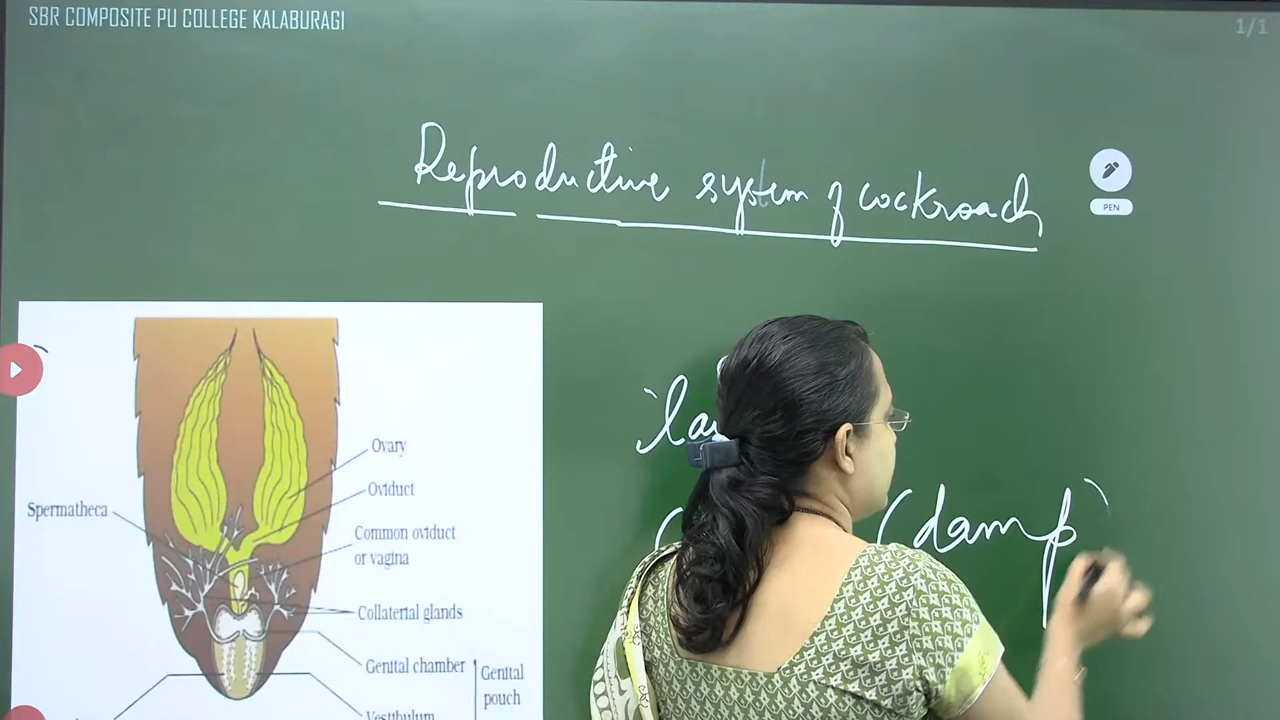 SBR COMPOSITE PU COLLEGE KALABURAGI
1/1
Reproductive system of cockroach
PEN
Ovary
Oviduct
Spermatheca
Common oviduct
or vagina
Collaterial glands
Genital chamber
Genital
pouch
Vestibulum
(damp)